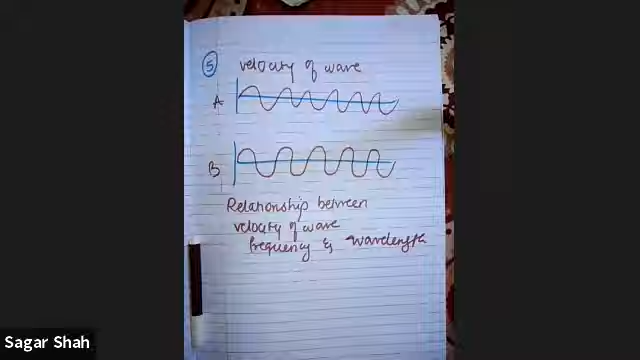 5 velocity of wave
A
B
Relationship between
velocity of wave
frequency & wavelength
Sagar Shah